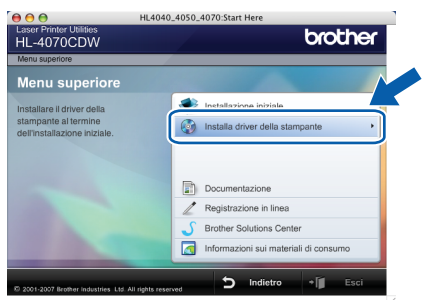 HL4040_4050_4070:Start Here
Laser Printer Utilities
HL-4070CDW
brother
Menu superiore
Menu superiore
Installare il driver della
stampante al termine
dell'installazione iniziale.
Installazione iniziale
Installa driver della stampante
Documentazione
Registrazione in linea
Brother Solutions Center
Informazioni sui materiali di consumo
© 2001-2007 Brother Industries Ltd. All rights reserved
Indietro
Esci